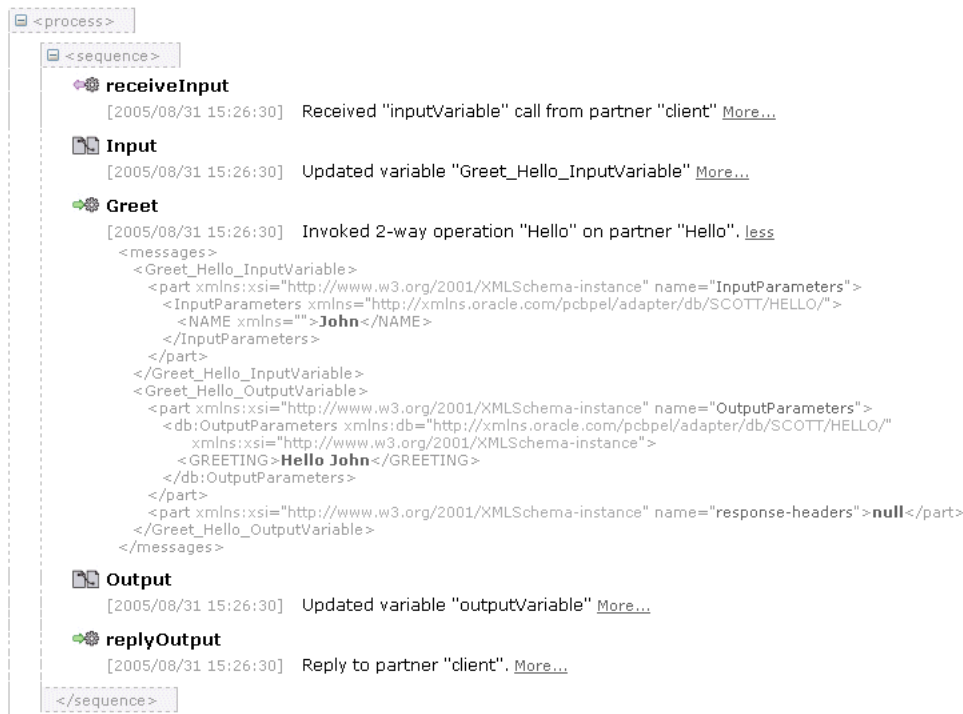 <process>
<sequence>
receiveInput
[2005/08/31 15:26:30] Received "inputVariable" call from partner "client" More...
Input
[2005/08/31 15:26:30] Updated variable "Greet_Hello_InputVariable" More...
Greet
[2005/08/31 15:26:30] Invoked 2-way operation "Hello" on partner "Hello". less
<messages>
<Greet_Hello_InputVariable>
<part xmlns:xsi="http://www.w3.org/2001/XMLSchema-instance" name="InputParameters">
<InputParameters xmlns="http://xmlns.oracle.com/pcbpel/adapter/db/SCOTT/HELLO/">
<NAME xmlns="">John</NAME>
</InputParameters>
</part>
</Greet_Hello_InputVariable>
<Greet_Hello_OutputVariable>
<part xmlns:xsi="http://www.w3.org/2001/XMLSchema-instance" name="OutputParameters">
<db:OutputParameters xmlns:db="http://xmlns.oracle.com/pcbpel/adapter/db/SCOTT/HELLO/"
xmlns:xsi="http://www.w3.org/2001/XMLSchema-instance">
<GREETING>Hello John</GREETING>
</db:OutputParameters>
</part>
<part xmlns:xsi="http://www.w3.org/2001/XMLSchema-instance" name="response-headers">null</part>
</Greet_Hello_OutputVariable>
</messages>
Output
[2005/08/31 15:26:30] Updated variable "outputVariable" More...
replyOutput
[2005/08/31 15:26:30] Reply to partner "client". More...
</sequence>